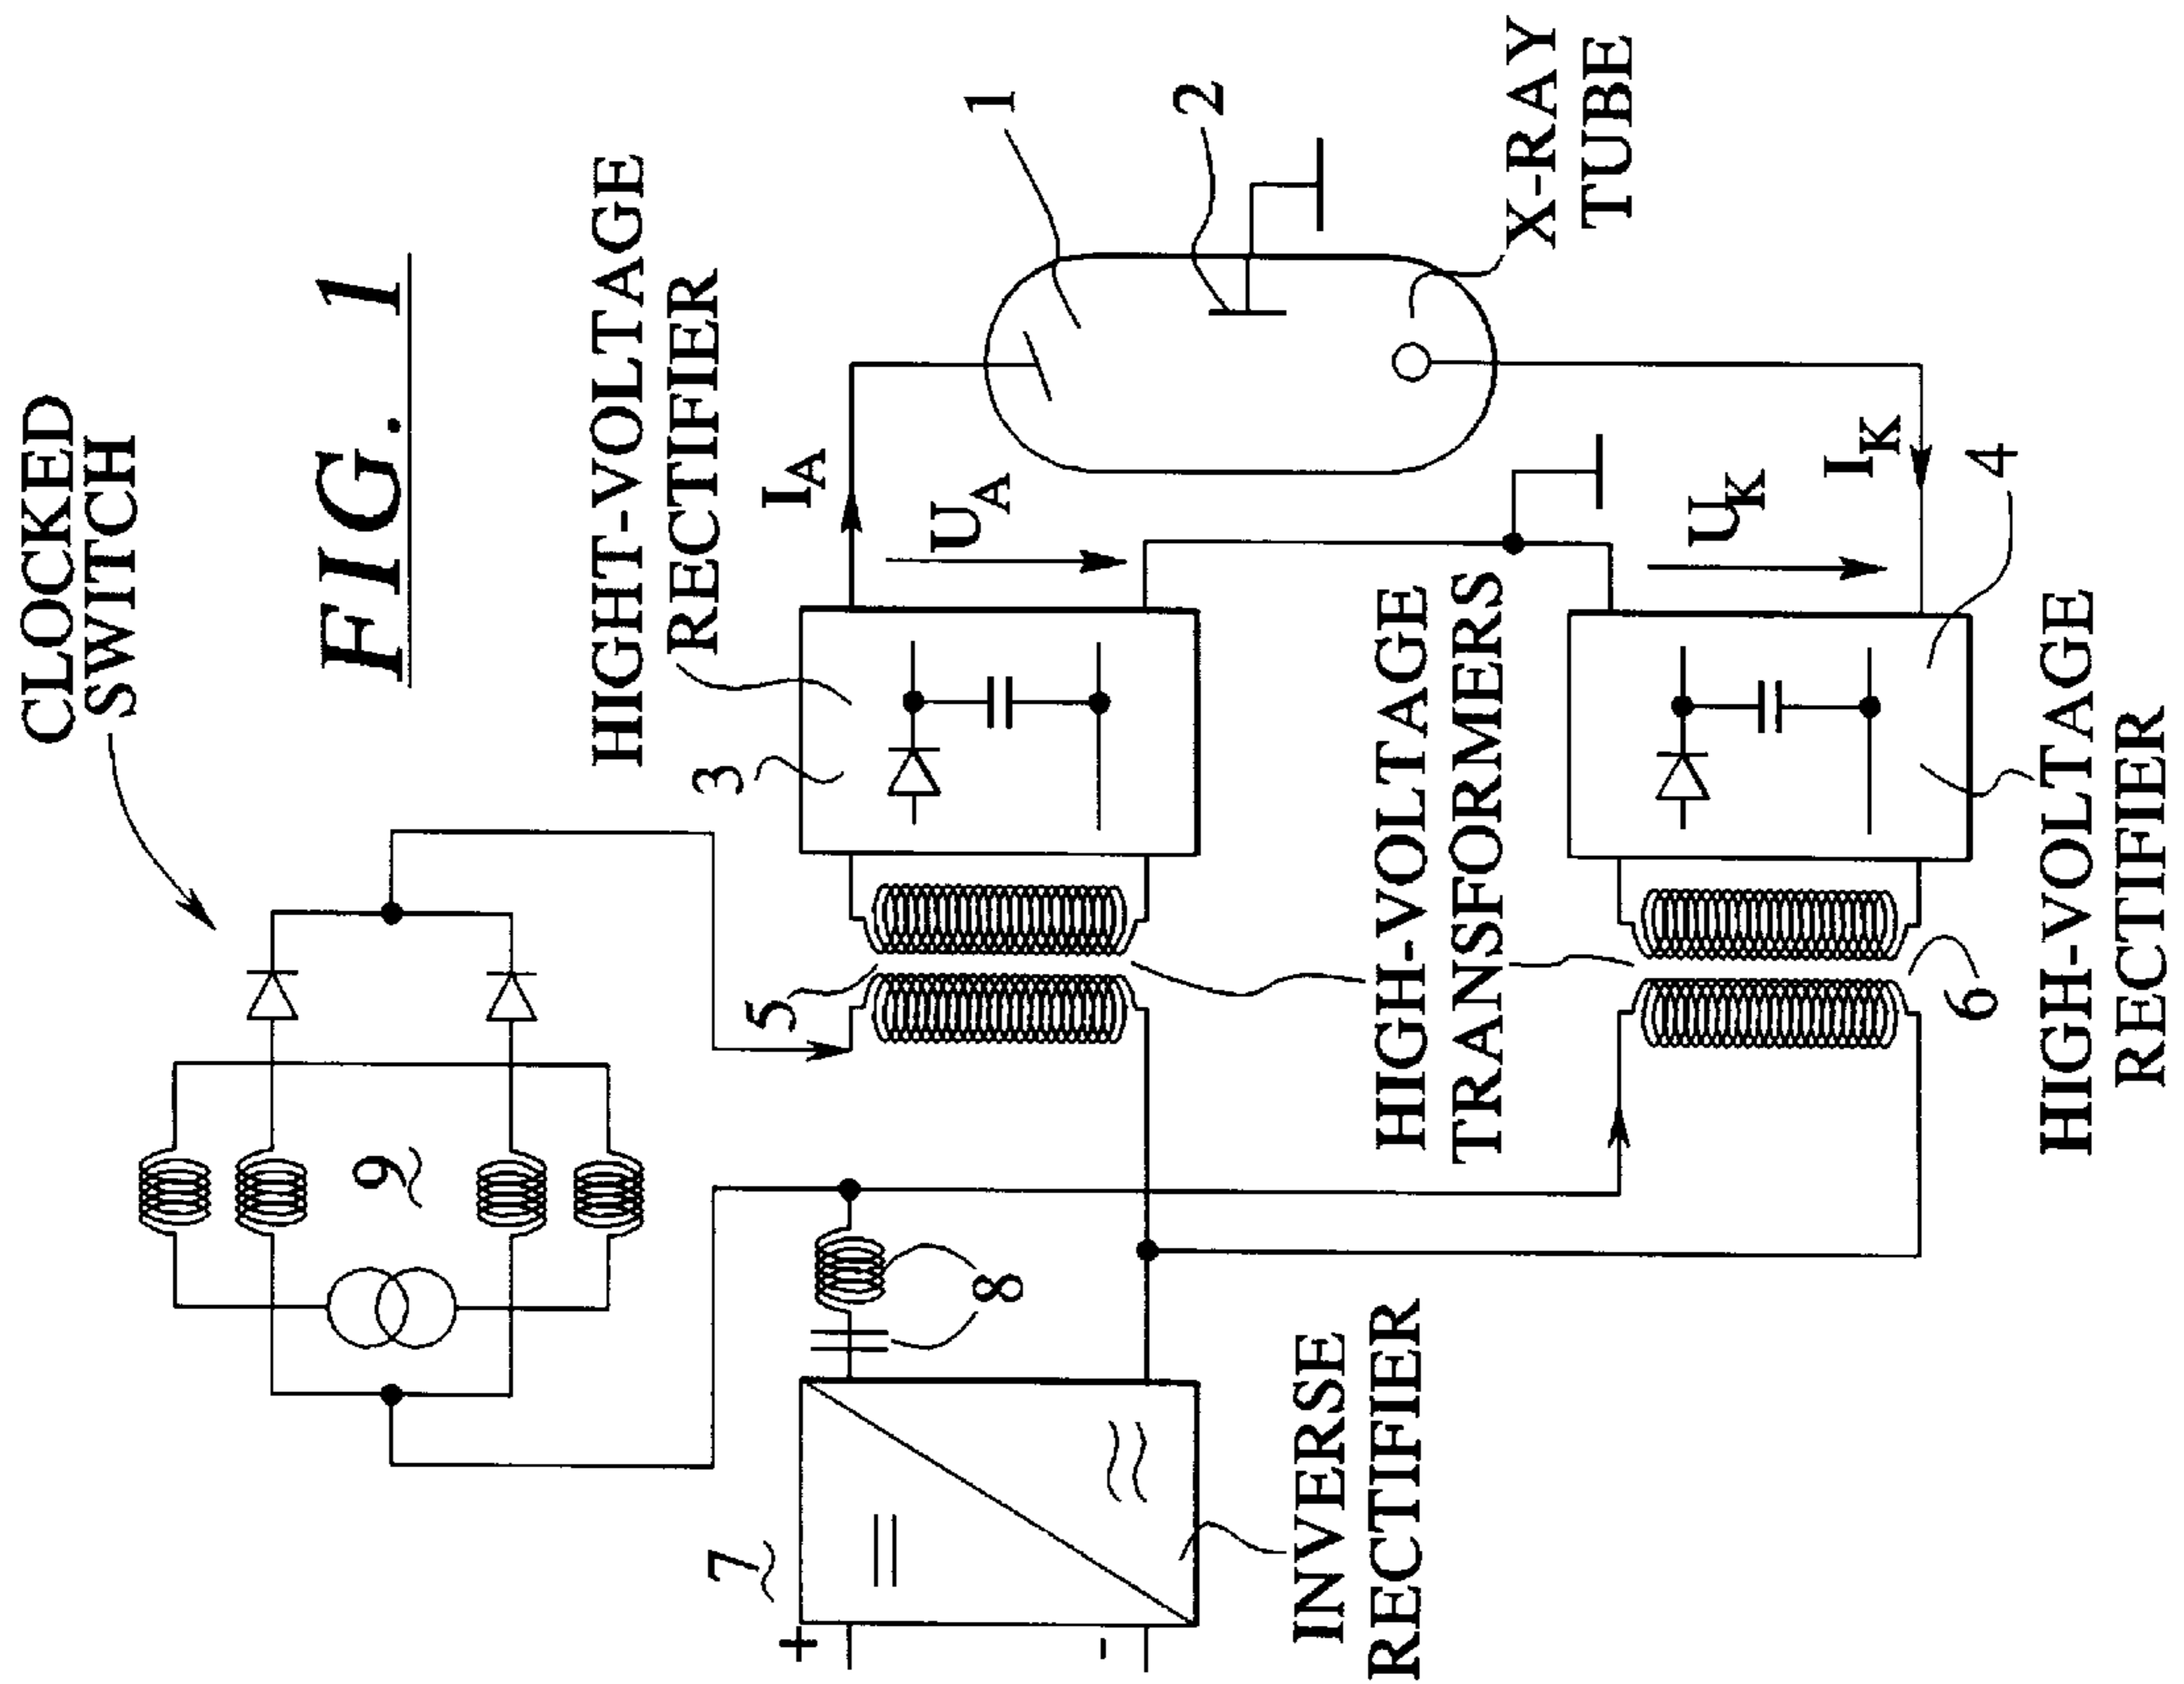 FIG. 1
CLOCKED
SWITCH
HIGHT-VOLTAGE
RECTIFIER
1
2
X-RAY
TUBE
3
I_A
U_A
5
9
HIGH-VOLTAGE
TRANSFORMERS
8
7
+
-
INVERSE
RECTIFIER
U_K
I_K
4
6
HIGH-VOLTAGE
RECTIFIER